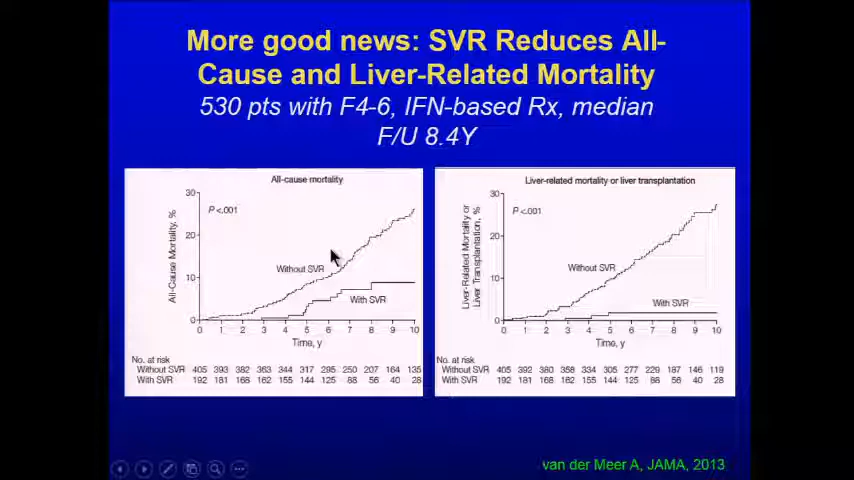 More good news: SVR Reduces All-
Cause and Liver-Related Mortality
530 pts with F4-6, IFN-based Rx, median
F/U 8.4Y
All-cause mortality
30
20
10
0
P <.001
Without SVR
With SVR
All-Cause Mortality, %
0 1 2 3 4 5 6 7 8 9 10
Time, y
No. at risk
Without SVR 405 393 382 363 344 317 295 250 207 164 135
With SVR 192 181 168 162 155 144 125 88 56 40 28
Liver-related mortality or liver transplantation
30
20
10
0
P <.001
Without SVR
With SVR
Liver-Related Mortality or
Liver Transplantation, %
0 1 2 3 4 5 6 7 8 9 10
Time, y
No. at risk
Without SVR 405 392 380 358 334 305 277 229 187 146 119
With SVR 192 181 168 162 155 144 125 88 56 40 28
van der Meer A, JAMA, 2013